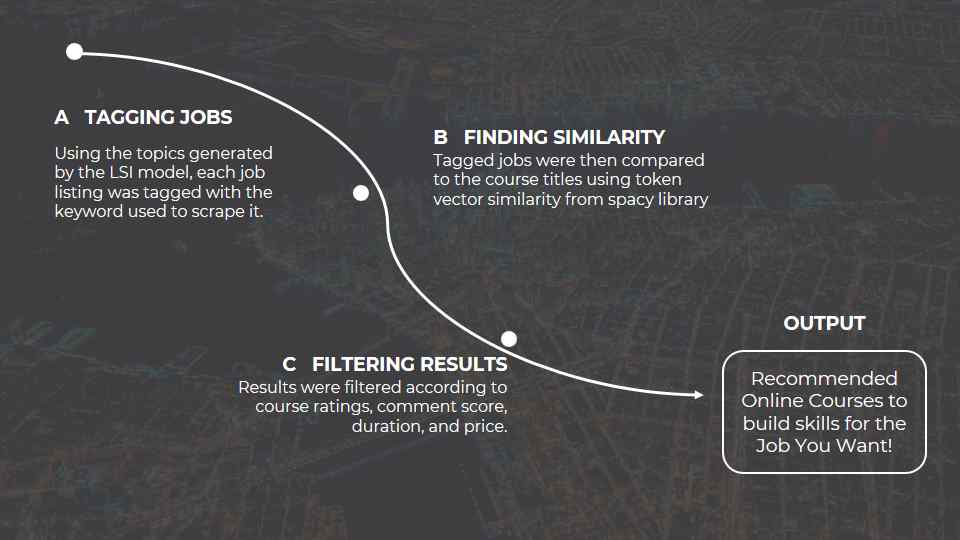 A TAGGING JOBS
Using the topics generated
by the LSI model, each job
listing was tagged with the
keyword used to scrape it.
B FINDING SIMILARITY
Tagged jobs were then compared
to the course titles using token
vector similarity from spacy library
C FILTERING RESULTS
Results were filtered according to
course ratings, comment score,
duration, and price.
OUTPUT
Recommended
Online Courses to
build skills for the
Job You Want!